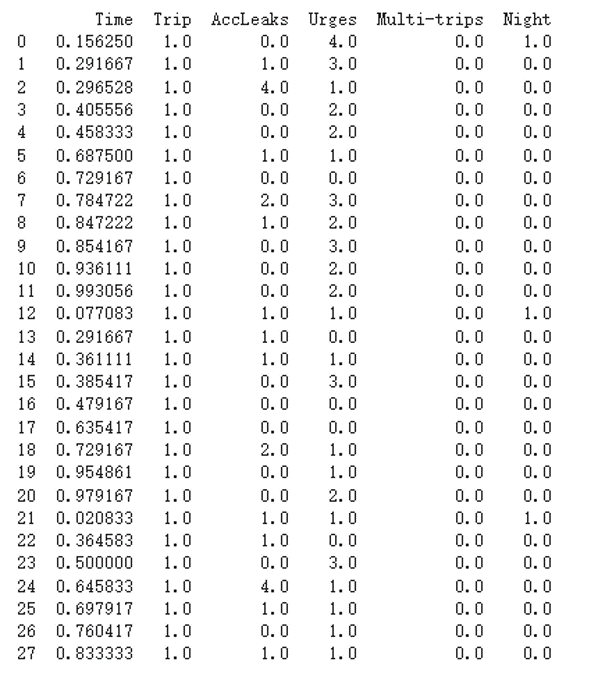 Time Trip AccLeaks Urges Multi-trips Night
0 0.156250 1.0 0.0 4.0 0.0 1.0
1 0.291667 1.0 1.0 3.0 0.0 0.0
2 0.296528 1.0 4.0 1.0 0.0 0.0
3 0.405556 1.0 0.0 2.0 0.0 0.0
4 0.458333 1.0 0.0 2.0 0.0 0.0
5 0.687500 1.0 1.0 1.0 0.0 0.0
6 0.729167 1.0 0.0 0.0 0.0 0.0
7 0.784722 1.0 2.0 3.0 0.0 0.0
8 0.847222 1.0 1.0 2.0 0.0 0.0
9 0.854167 1.0 0.0 3.0 0.0 0.0
10 0.936111 1.0 0.0 2.0 0.0 0.0
11 0.993056 1.0 0.0 2.0 0.0 0.0
12 0.077083 1.0 1.0 1.0 0.0 1.0
13 0.291667 1.0 1.0 0.0 0.0 0.0
14 0.361111 1.0 1.0 1.0 0.0 0.0
15 0.385417 1.0 0.0 3.0 0.0 0.0
16 0.479167 1.0 0.0 0.0 0.0 0.0
17 0.635417 1.0 0.0 0.0 0.0 0.0
18 0.729167 1.0 2.0 1.0 0.0 0.0
19 0.954861 1.0 0.0 1.0 0.0 0.0
20 0.979167 1.0 0.0 2.0 0.0 0.0
21 0.020833 1.0 1.0 1.0 0.0 1.0
22 0.364583 1.0 1.0 0.0 0.0 0.0
23 0.500000 1.0 0.0 3.0 0.0 0.0
24 0.645833 1.0 4.0 1.0 0.0 0.0
25 0.697917 1.0 1.0 1.0 0.0 0.0
26 0.760417 1.0 0.0 1.0 0.0 0.0
27 0.833333 1.0 1.0 1.0 0.0 0.0